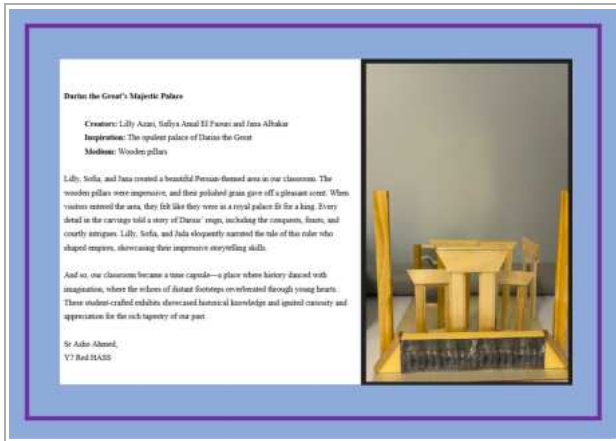 Darius the Great's Majestic Palace
Creators: Lilly Azari, Safiya Amal El Faouri and Jana Albakar
Inspiration: The opulent palace of Darius the Great
Medium: Wooden pillars
Lilly, Sofia, and Jana created a beautiful Persian-themed area in our classroom. The
wooden pillars were impressive, and their polished grain gave off a pleasant scent. When
visitors entered the area, they felt like they were in a royal palace fit for a king. Every
detail in the carvings told a story of Darius' reign, including the conquests, feasts, and
courtly intrigues. Lilly, Sofia, and Jada eloquently narrated the tale of this ruler who
shaped empires, showcasing their impressive storytelling skills.
And so, our classroom became a time capsule—a place where history danced with
imagination, where the echoes of distant footsteps reverberated through young hearts.
These student-crafted exhibits showcased historical knowledge and ignited curiosity and
appreciation for the rich tapestry of our past
Sr Asho Ahmed,
Y7 Red HASS